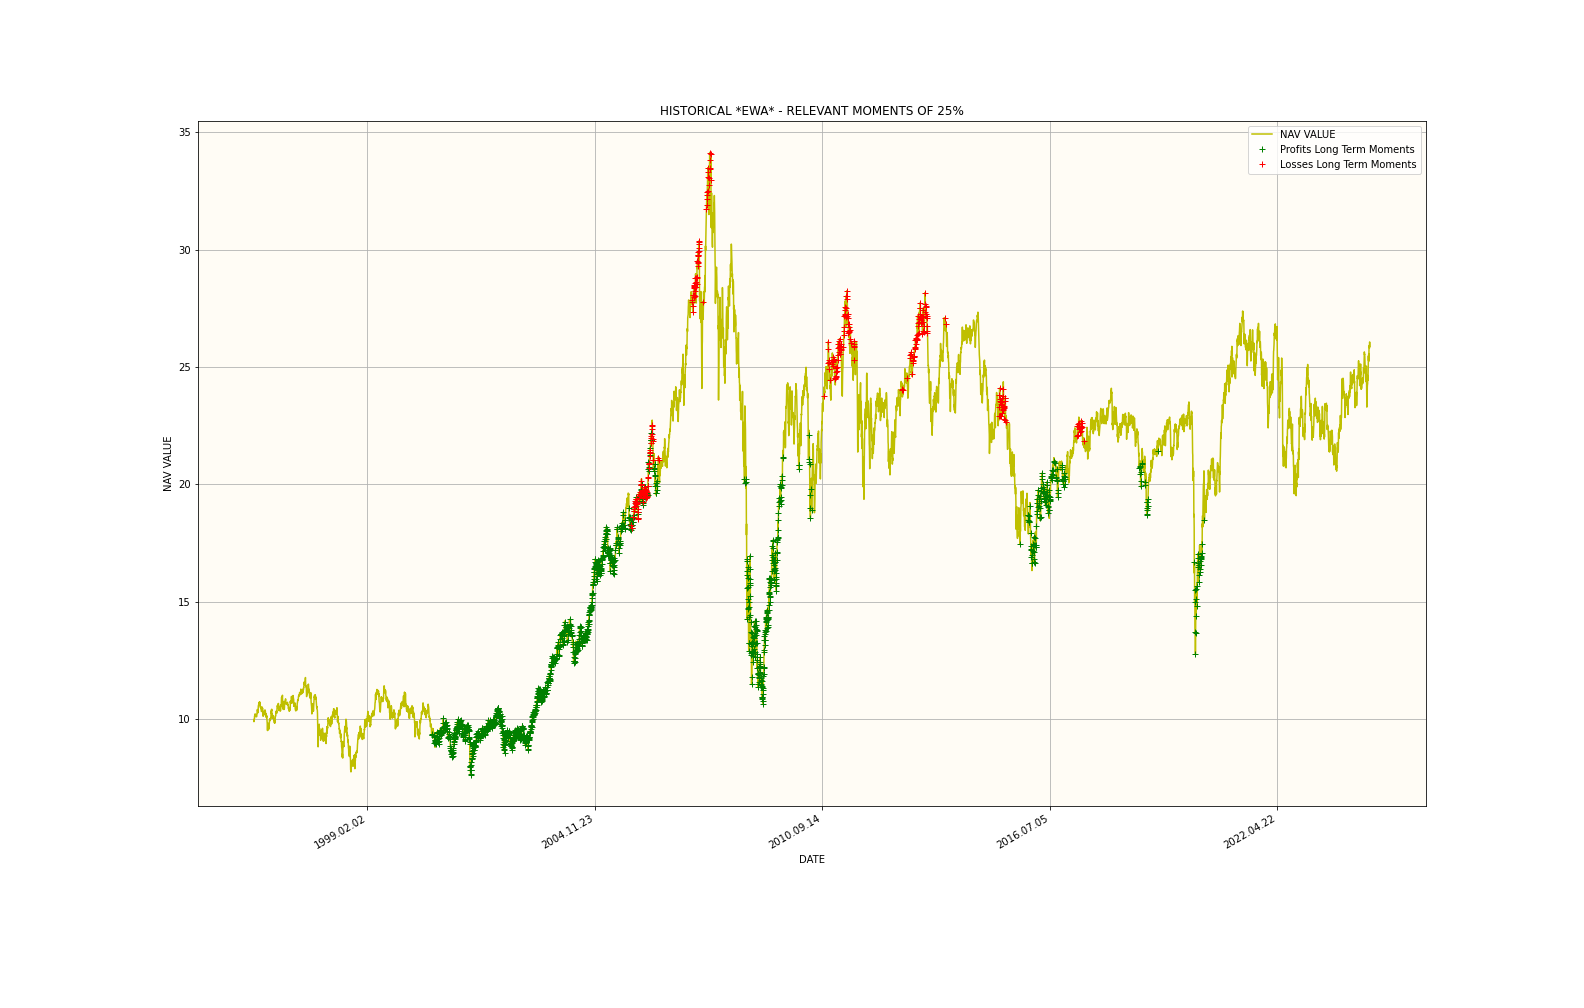 HISTORICAL *EWA* - RELEVANT MOMENTS OF 25%
NAV VALUE
Profits Long Term Moments
Losses Long Term Moments
35
30
25
20
15
10
NAV VALUE
1999.02.02
2004.11.23
2010.09.14
2016.07.05
2022.04.22
DATE